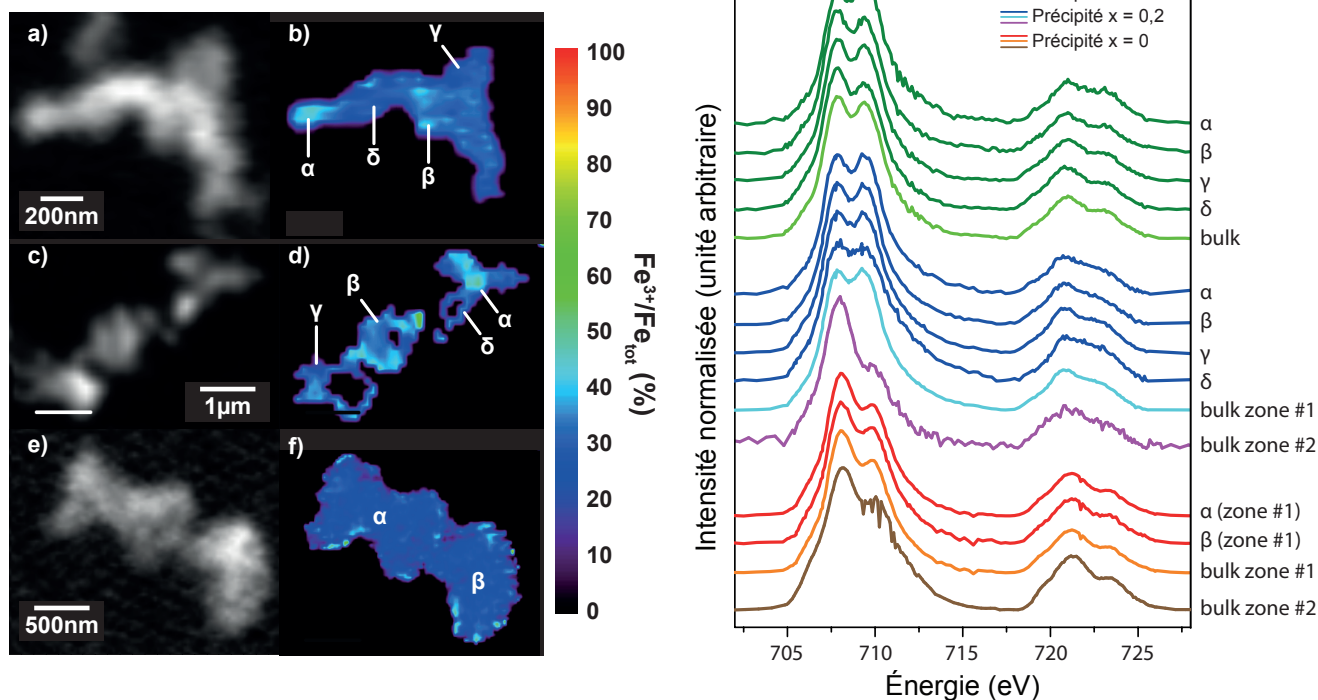 a)
b)
γ
α
δ
β
200nm
c)
d)
γ
β
α
δ
1µm
e)
f)
α
β
500nm
100
90
80
70
60
50
40
30
20
10
0
Fe3+/Fetot (%)
Précipité x = 0,2
Précipité x = 0
Intensité normalisée (unité arbitraire)
α
β
γ
δ
bulk
α
β
γ
δ
bulk zone #1
bulk zone #2
α (zone #1)
β (zone #1)
bulk zone #1
bulk zone #2
705 710 715 720 725
Énergie (eV)